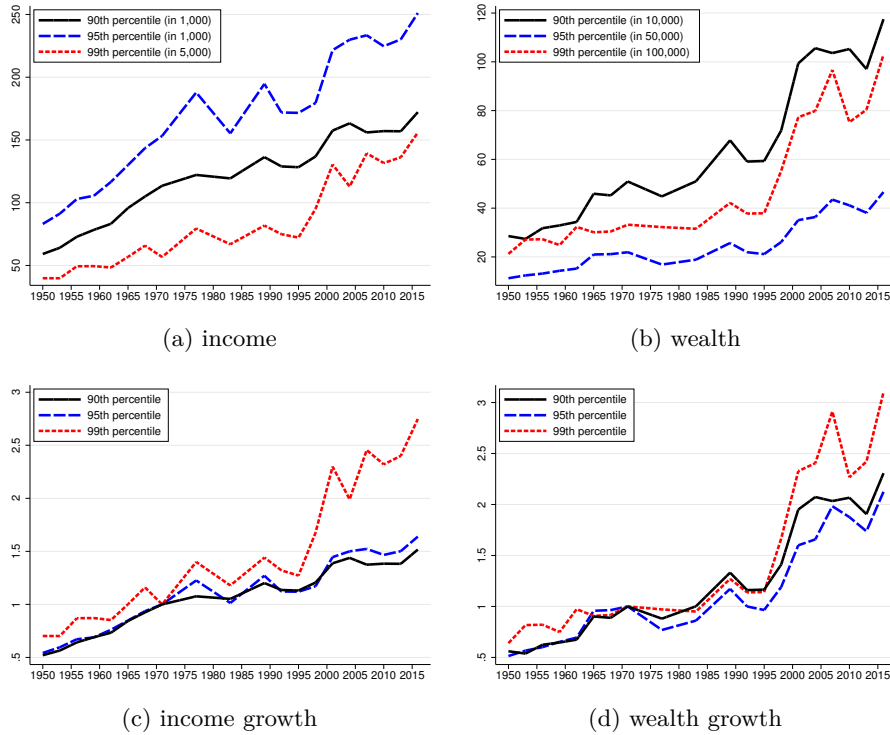 90th percentile (in 1,000)
95th percentile (in 1,000)
99th percentile (in 5,000)
250
200
150
100
50
1950 1955 1960 1965 1970 1975 1980 1985 1990 1995 2000 2005 2010 2015
(a) income
90th percentile (in 10,000)
95th percentile (in 50,000)
99th percentile (in 100,000)
120
100
80
60
40
20
1950 1955 1960 1965 1970 1975 1980 1985 1990 1995 2000 2005 2010 2015
(b) wealth
90th percentile
95th percentile
99th percentile
3
2.5
2
1.5
1
.5
1950 1955 1960 1965 1970 1975 1980 1985 1990 1995 2000 2005 2010 2015
(c) income growth
90th percentile
95th percentile
99th percentile
3
2.5
2
1.5
1
.5
1950 1955 1960 1965 1970 1975 1980 1985 1990 1995 2000 2005 2010 2015
(d) wealth growth